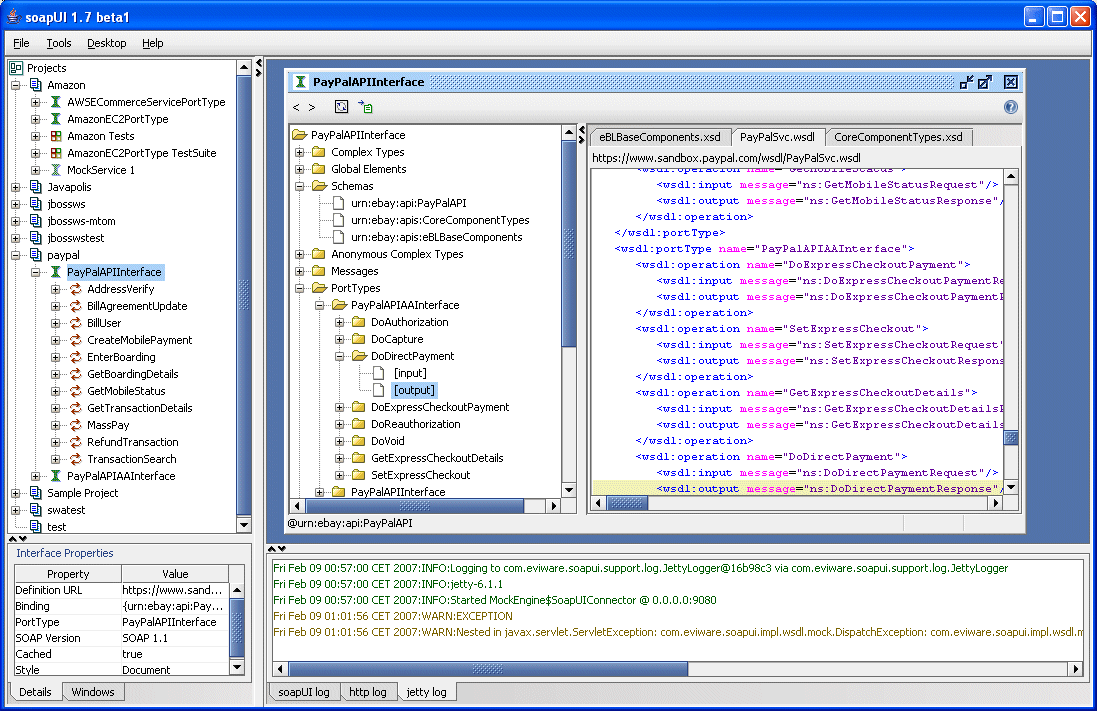 soapUI 1.7 beta1
File Tools Desktop Help
Projects
Amazon
AWSECommerceServicePortType
AmazonEC2PortType
Amazon Tests
AmazonEC2PortType TestSuite
MockService 1
Javapolis
jbossws
jbossws-mtom
jbosswstest
paypal
PayPalAPIInterface
AddressVerify
BillAgreementUpdate
BillUser
CreateMobilePayment
EnterBoarding
GetBoardingDetails
GetMobileStatus
GetTransactionDetails
MassPay
RefundTransaction
TransactionSearch
PayPalAPIAAInterface
Sample Project
swatest
test
Interface Properties
Property Value
Definition URL https://www.sand...
Binding {urn:ebay:api:Pay...
PortType PayPalAPIInterface
SOAP Version SOAP 1.1
Cached true
Style Document
Details Windows
PayPalAPIInterface
< >
PayPalAPIInterface
Complex Types
Global Elements
Schemas
urn:ebay:api:PayPalAPI
urn:ebay:apis:CoreComponentTypes
urn:ebay:apis:eBLBaseComponents
Anonymous Complex Types
Messages
PortTypes
PayPalAPIAAInterface
DoAuthorization
DoCapture
DoDirectPayment
[input]
[output]
DoExpressCheckoutPayment
DoReauthorization
DoVoid
GetExpressCheckoutDetails
SetExpressCheckout
PayPalAPIInterface
@urn:ebay:api:PayPalAPI
eBLBaseComponents.xsd PayPalSvc.wsdl CoreComponentTypes.xsd
https://www.sandbox.paypal.com/wsdl/PayPalSvc.wsdl
<wsdl:operation name="GetMobileStatus">
<wsdl:input message="ns:GetMobileStatusRequest"/>
<wsdl:output message="ns:GetMobileStatusResponse"/
</wsdl:operation>
</wsdl:portType>
<wsdl:portType name="PayPalAPIAAInterface">
<wsdl:operation name="DoExpressCheckoutPayment">
<wsdl:input message="ns:DoExpressCheckoutPaymentRe
<wsdl:output message="ns:DoExpressCheckoutPaymentF
</wsdl:operation>
<wsdl:operation name="SetExpressCheckout">
<wsdl:input message="ns:SetExpressCheckoutRequest"
<wsdl:output message="ns:SetExpressCheckoutRespons
</wsdl:operation>
<wsdl:operation name="GetExpressCheckoutDetails">
<wsdl:input message="ns:GetExpressCheckoutDetailsF
<wsdl:output message="ns:GetExpressCheckoutDetails
</wsdl:operation>
<wsdl:operation name="DoDirectPayment">
<wsdl:input message="ns:DoDirectPaymentRequest"/>
<wsdl:output message="ns:DoDirectPaymentResponse"/
Fri Feb 09 00:57:00 CET 2007:INFO:Logging to com.eviware.soapui.support.log.JettyLogger@16b98c3 via com.eviware.soapui.support.log.JettyLogger
Fri Feb 09 00:57:00 CET 2007:INFO:jetty-6.1.1
Fri Feb 09 00:57:00 CET 2007:INFO:Started MockEngine$SoapUIConnector @ 0.0.0.0:9080
Fri Feb 09 01:01:56 CET 2007:WARN:EXCEPTION
Fri Feb 09 01:01:56 CET 2007:WARN:Nested in javax.servlet.ServletException: com.eviware.soapui.impl.wsdl.mock.DispatchException: com.eviware.soapui.impl.wsdl.m
soapUI log http log jetty log